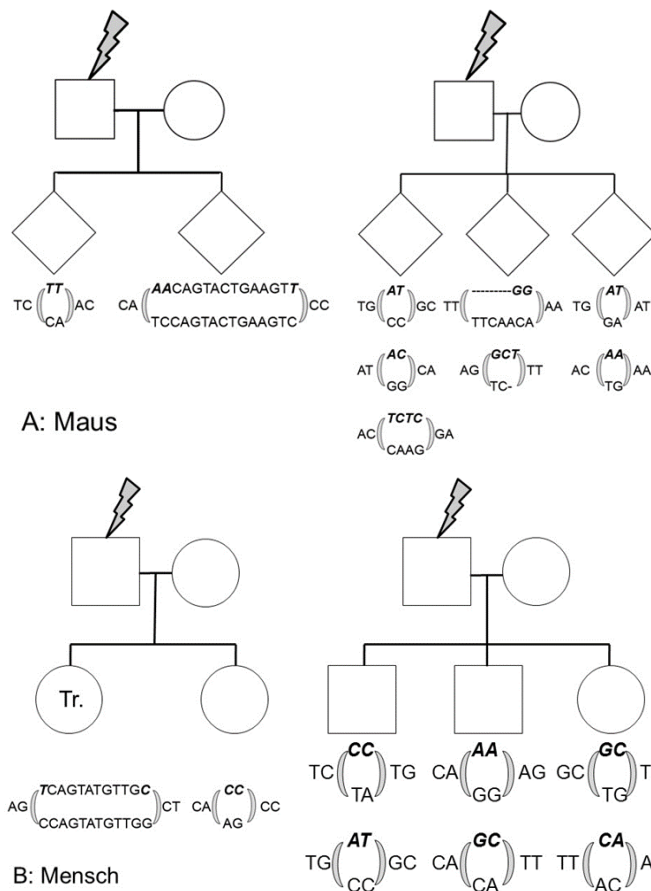 TT
TC AC
CA
AACAGTACTGAAGTT
CA CC
TCCAGTACTGAAGTC
AT
TG GC
CC
---------GG
TT AA
TTCAACA
AT
TG AT
GA
AC
AT CA
GG
GCT
AG TT
TC-
AA
AC AA
TG
TCTC
AC GA
CAAG
A: Maus
Tr.
TCAGTATGTTGC
AG CT
CCAGTATGTTGG
CC
CA CC
AG
CC
TC TG
TA
AA
CA AG
GG
GC
GC T
TG
AT
TG GC
CC
GC
CA TT
CA
CA
TT A
AC
B: Mensch